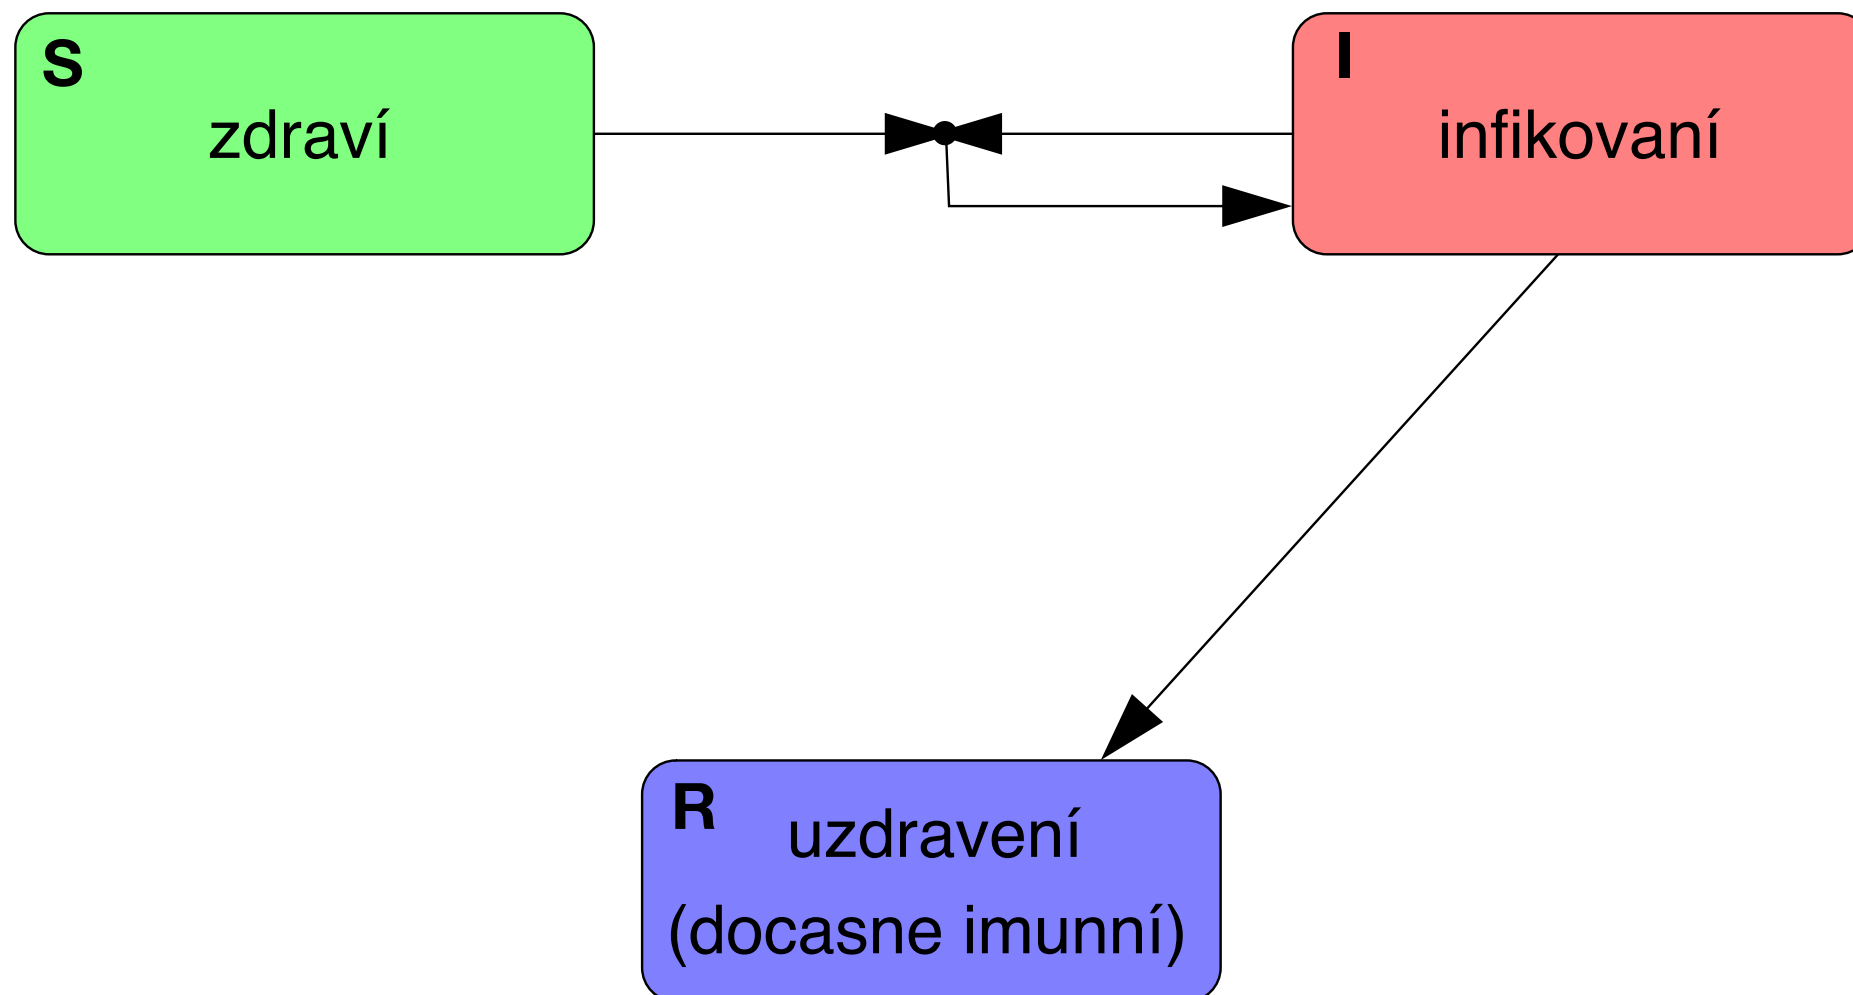 S
zdraví
I
infikovaní
R
uzdravení
(docasne imunní)